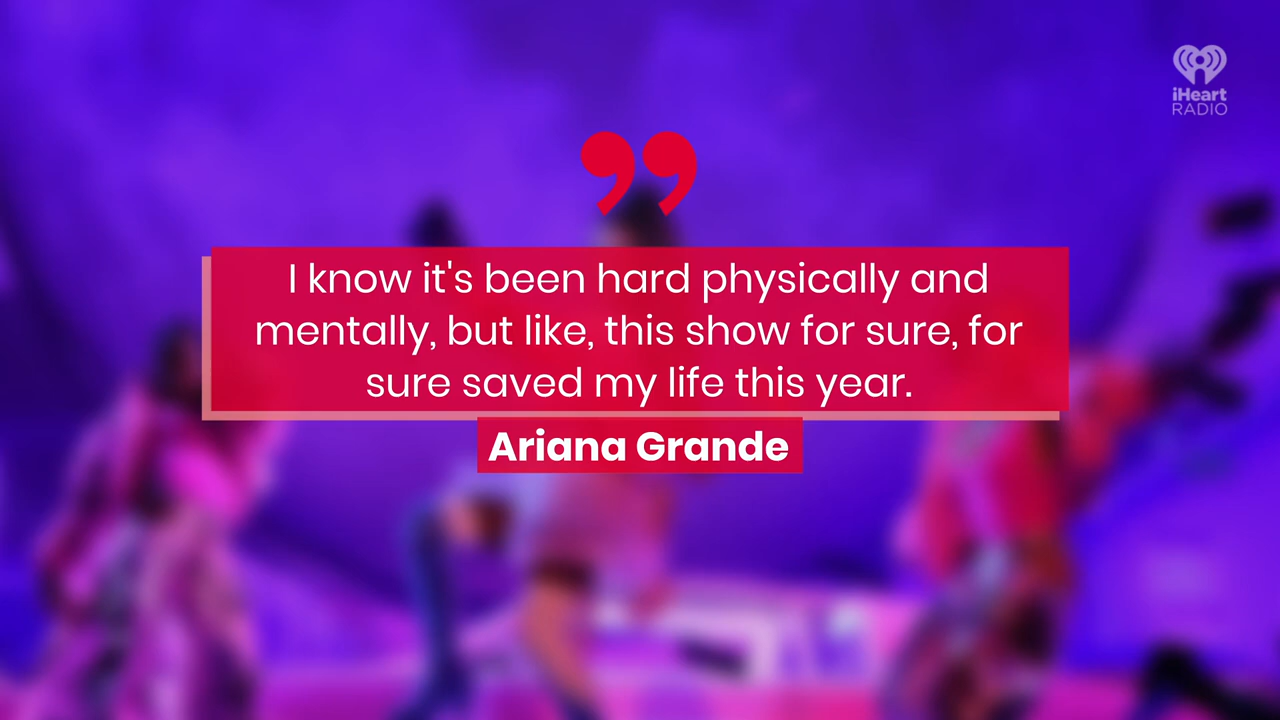 iHeart
RADIO
”
I know it's been hard physically and
mentally, but like, this show for sure, for
sure saved my life this year.
Ariana Grande